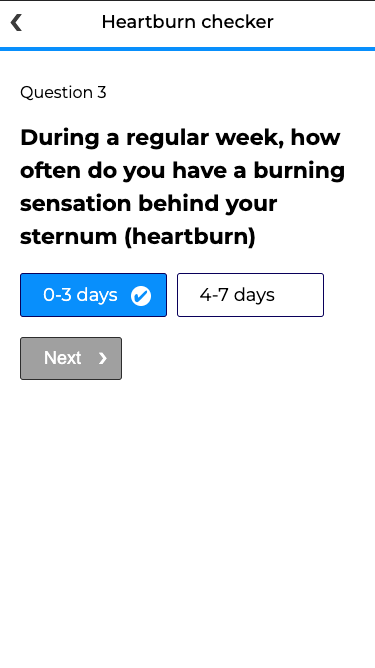 Heartburn checker
Question 3
During a regular week, how
often do you have a burning
sensation behind your
sternum (heartburn)
0-3 days
4-7 days
Next